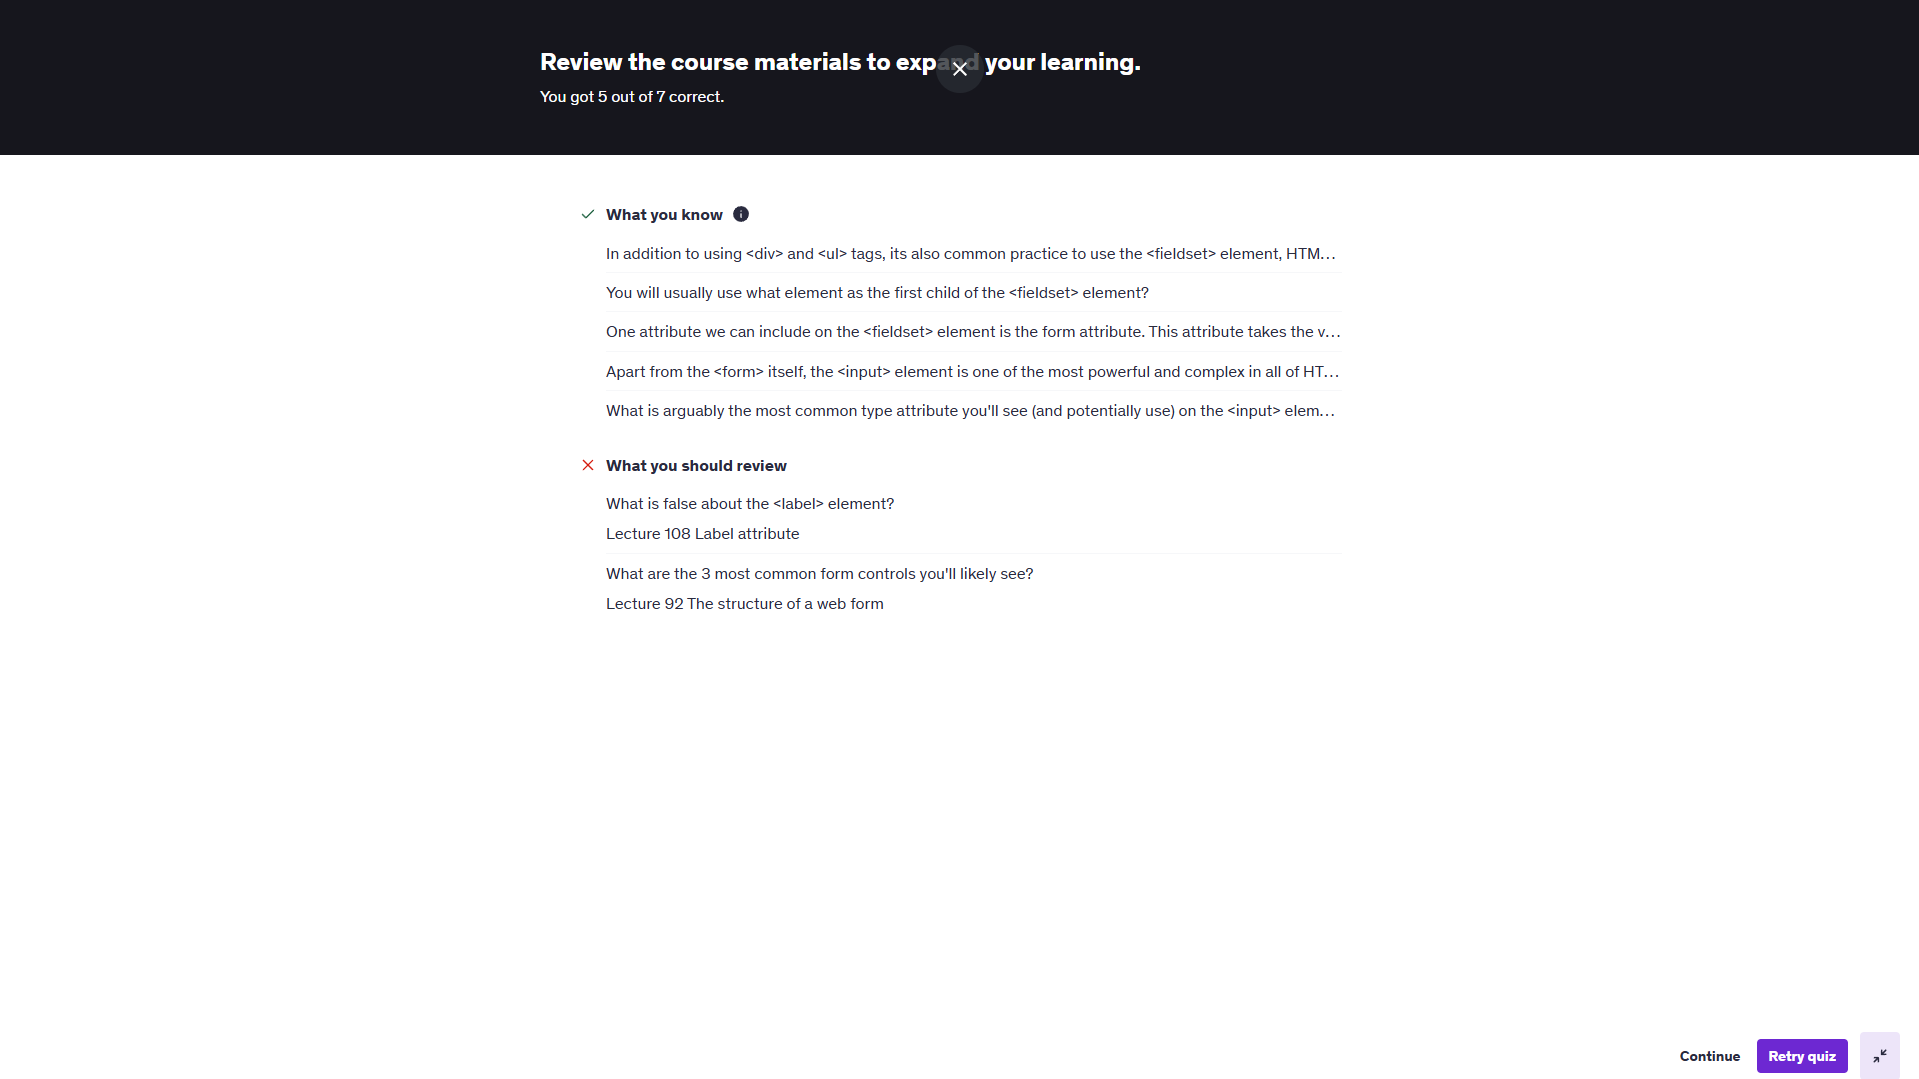 Review the course materials to expand your learning.
You got 5 out of 7 correct.
What you know
In addition to using <div> and <ul> tags, its also common practice to use the <fieldset> element, HTM...
You will usually use what element as the first child of the <fieldset> element?
One attribute we can include on the <fieldset> element is the form attribute. This attribute takes the v...
Apart from the <form> itself, the <input> element is one of the most powerful and complex in all of HT...
What is arguably the most common type attribute you'll see (and potentially use) on the <input> elem...
What you should review
What is false about the <label> element?
Lecture 108 Label attribute
What are the 3 most common form controls you'll likely see?
Lecture 92 The structure of a web form
Continue
Retry quiz